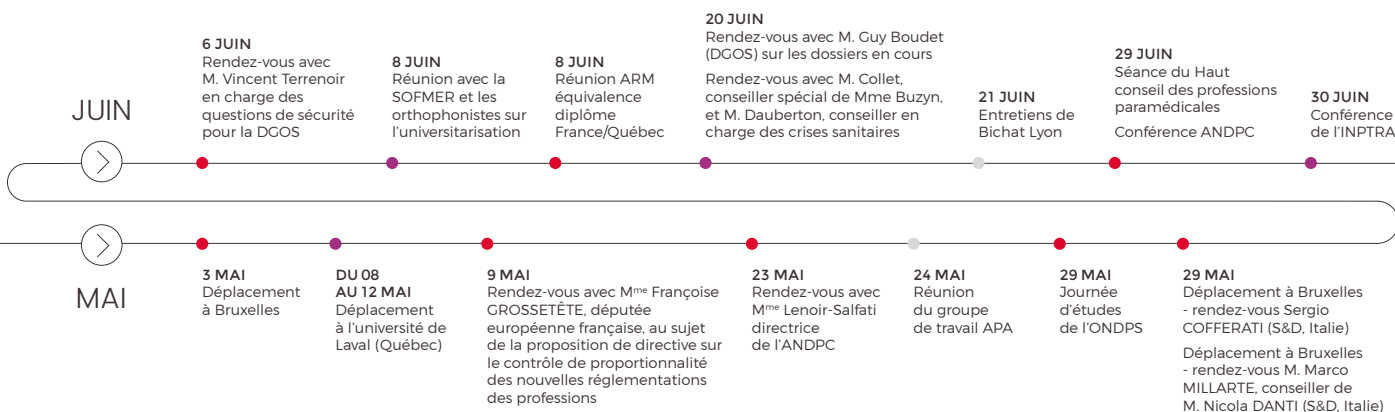 JUIN
6 JUIN
Rendez-vous avec
M. Vincent Terrenoir
en charge des
questions de sécurité
pour la DGOS
8 JUIN
Réunion avec la
SOFMER et les
orthophonistes sur
l'universitarisation
8 JUIN
Réunion ARM
équivalence
diplôme
France/Québec
20 JUIN
Rendez-vous avec M. Guy Boudet
(DGOS) sur les dossiers en cours
Rendez-vous avec M. Collet,
conseiller spécial de Mme Buzyn,
et M. Dauberton, conseiller en
charge des crises sanitaires
21 JUIN
Entretiens de
Bichat Lyon
29 JUIN
Séance du Haut
conseil des professions
paramédicales
Conférence ANDPC
30 JUIN
Conférence
de l'INPTRA
MAI
3 MAI
Déplacement
à Bruxelles
DU 08
AU 12 MAI
Déplacement
à l'université de
Laval (Québec)
9 MAI
Rendez-vous avec Mme Françoise
GROSSETÊTE, députée
européenne française, au sujet
de la proposition de directive sur
le contrôle de proportionnalité
des nouvelles réglementations
des professions
23 MAI
Rendez-vous avec
Mme Lenoir-Salfati
directrice
de l'ANDPC
24 MAI
Réunion
du groupe
de travail APA
29 MAI
Journée
d'études
de l'ONDPS
29 MAI
Déplacement à Bruxelles
- rendez-vous Sergio
COFFERATI (S&D, Italie)
Déplacement à Bruxelles
- rendez-vous M. Marco
MILLARTE, conseiller de
M. Nicola DANTI (S&D, Italie)